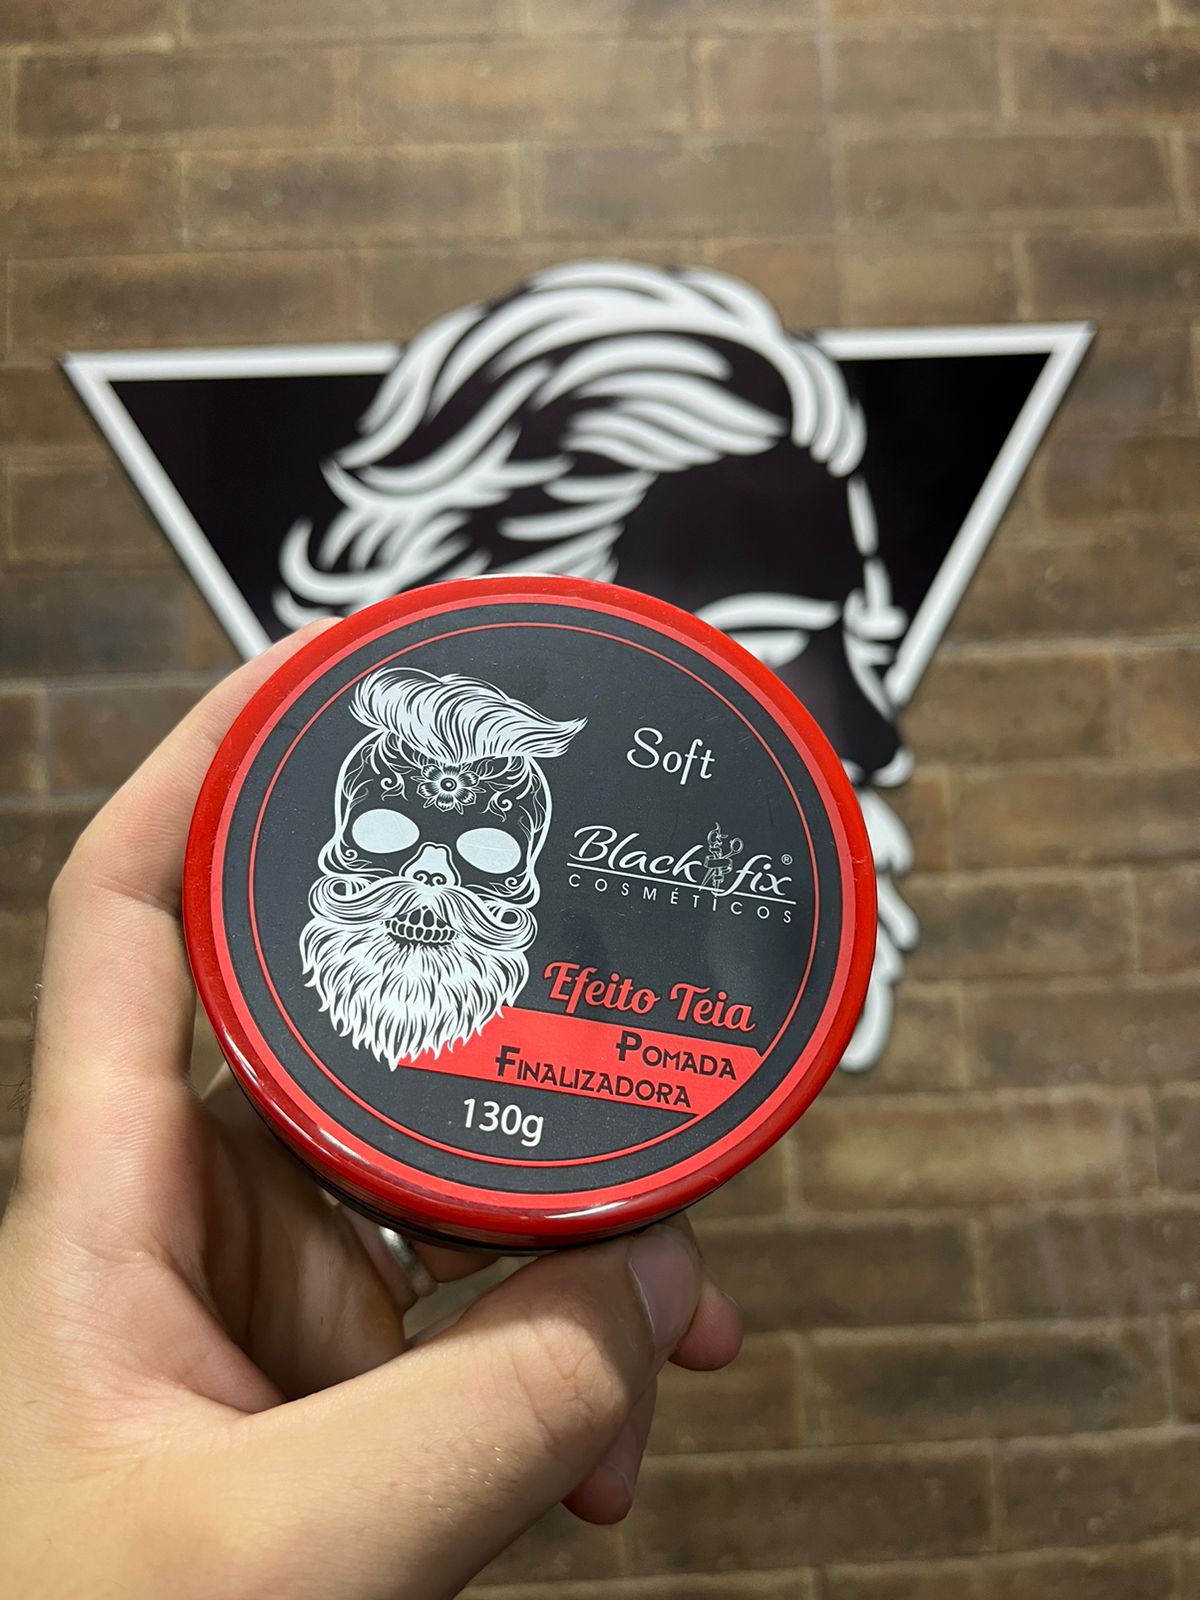 Soft
Black fix®
COSMÉTICOS
Efeito Teia
POMADA
FINALIZADORA
130g